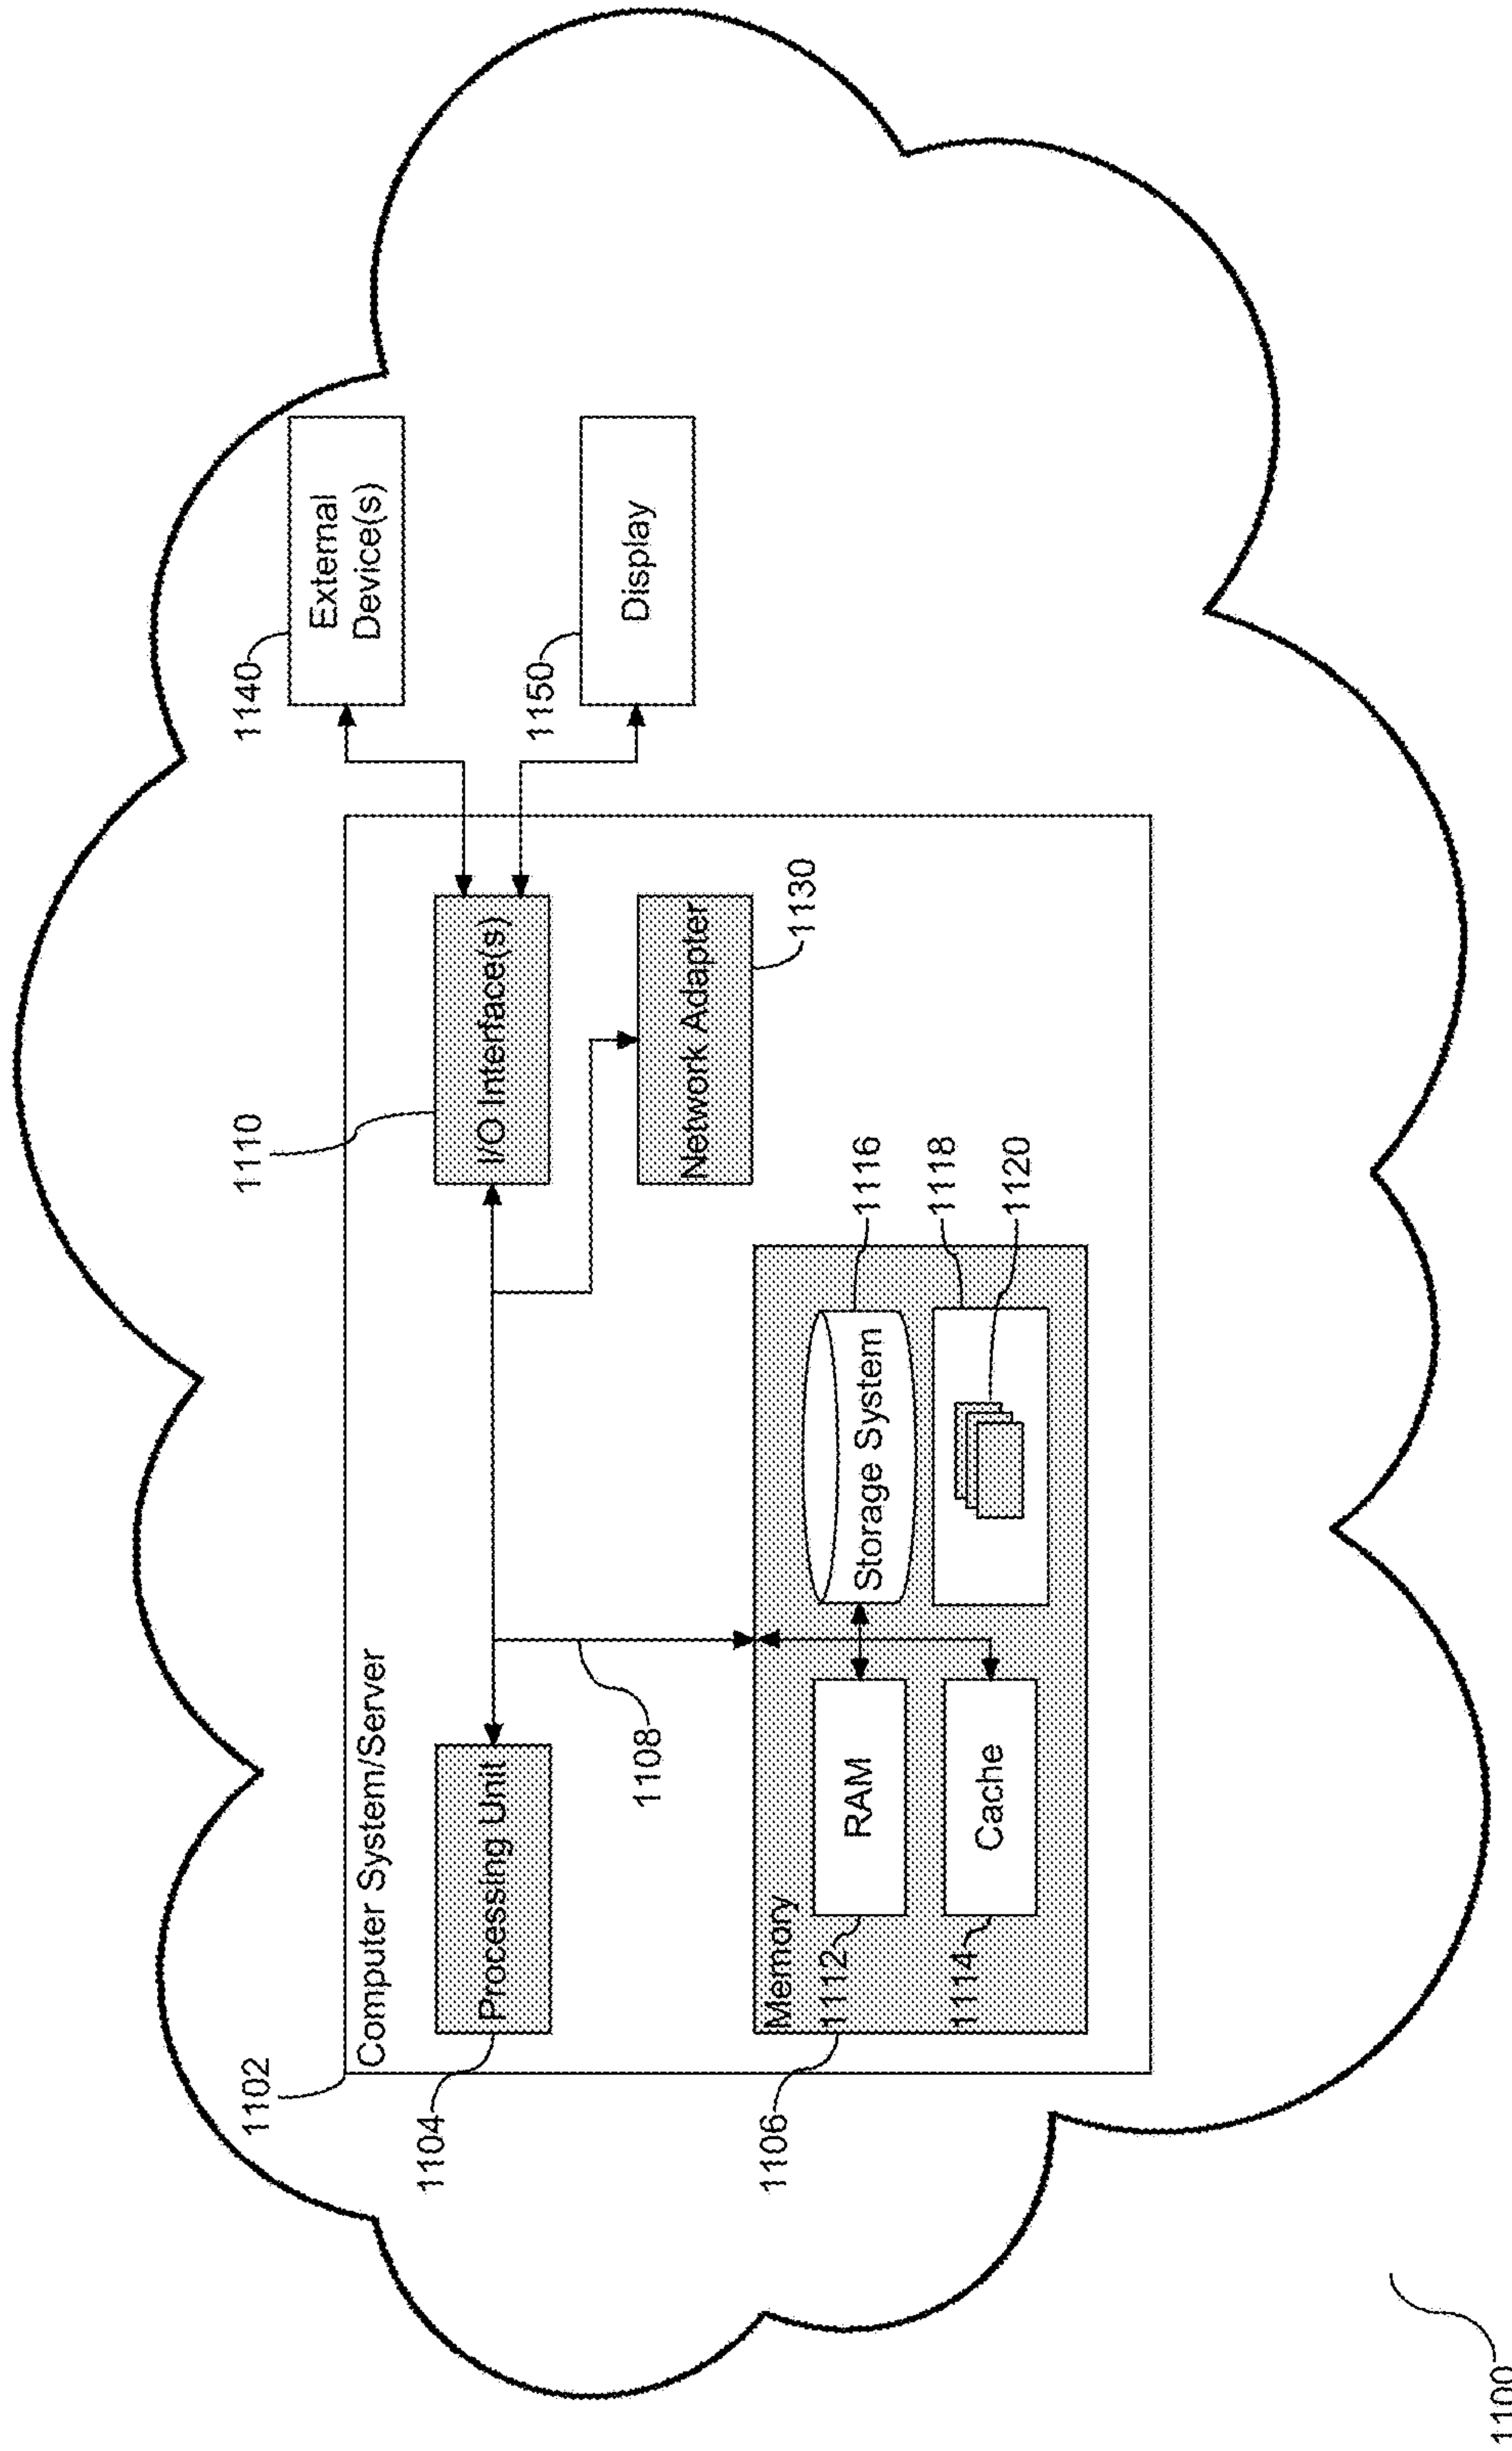 1102
Computer System/Server
1104
Processing Unit
1108
1110
I/O Interface(s)
1140
External
Device(s)
1150
Display
Network Adapter
1130
1106
Memory
1112
RAM
1114
Cache
Storage System
1116
1118
1120
1100